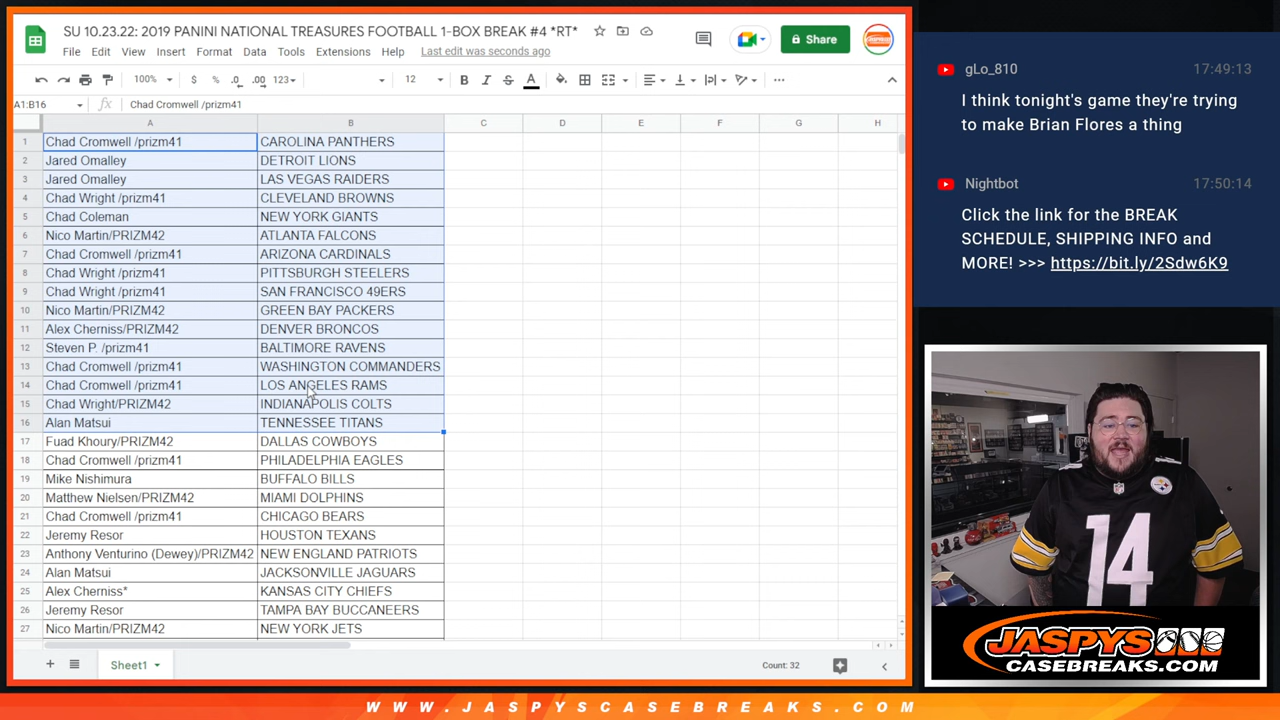 SU 10.23.22: 2019 PANINI NATIONAL TREASURES FOOTBALL 1-BOX BREAK #4 *RT*
File Edit View Insert Format Data Tools Extensions Help Last edit was seconds ago
Share
100% $ % .0 .00 123 12 B I S A
A1:B16 fx Chad Cromwell /prizm41
A B C D E F G H
1 Chad Cromwell /prizm41 CAROLINA PANTHERS
2 Jared Omalley DETROIT LIONS
3 Jared Omalley LAS VEGAS RAIDERS
4 Chad Wright /prizm41 CLEVELAND BROWNS
5 Chad Coleman NEW YORK GIANTS
6 Nico Martin/PRIZM42 ATLANTA FALCONS
7 Chad Cromwell /prizm41 ARIZONA CARDINALS
8 Chad Wright /prizm41 PITTSBURGH STEELERS
9 Chad Wright /prizm41 SAN FRANCISCO 49ERS
10 Nico Martin/PRIZM42 GREEN BAY PACKERS
11 Alex Cherniss/PRIZM42 DENVER BRONCOS
12 Steven P. /prizm41 BALTIMORE RAVENS
13 Chad Cromwell /prizm41 WASHINGTON COMMANDERS
14 Chad Cromwell /prizm41 LOS ANGELES RAMS
15 Chad Wright/PRIZM42 INDIANAPOLIS COLTS
16 Alan Matsui TENNESSEE TITANS
17 Fuad Khoury/PRIZM42 DALLAS COWBOYS
18 Chad Cromwell /prizm41 PHILADELPHIA EAGLES
19 Mike Nishimura BUFFALO BILLS
20 Matthew Nielsen/PRIZM42 MIAMI DOLPHINS
21 Chad Cromwell /prizm41 CHICAGO BEARS
22 Jeremy Resor HOUSTON TEXANS
23 Anthony Venturino (Dewey)/PRIZM42 NEW ENGLAND PATRIOTS
24 Alan Matsui JACKSONVILLE JAGUARS
25 Alex Cherniss* KANSAS CITY CHIEFS
26 Jeremy Resor TAMPA BAY BUCCANEERS
27 Nico Martin/PRIZM42 NEW YORK JETS
Sheet1 Count: 32
gLo_810 17:49:13
I think tonight's game they're trying
to make Brian Flores a thing
Nightbot 17:50:14
Click the link for the BREAK
SCHEDULE, SHIPPING INFO and
MORE! >>> https://bit.ly/2Sdw6K9
14
JASPYS
CASEBREAKS.COM
WWW.JASPYSCASEBREAKS.COM